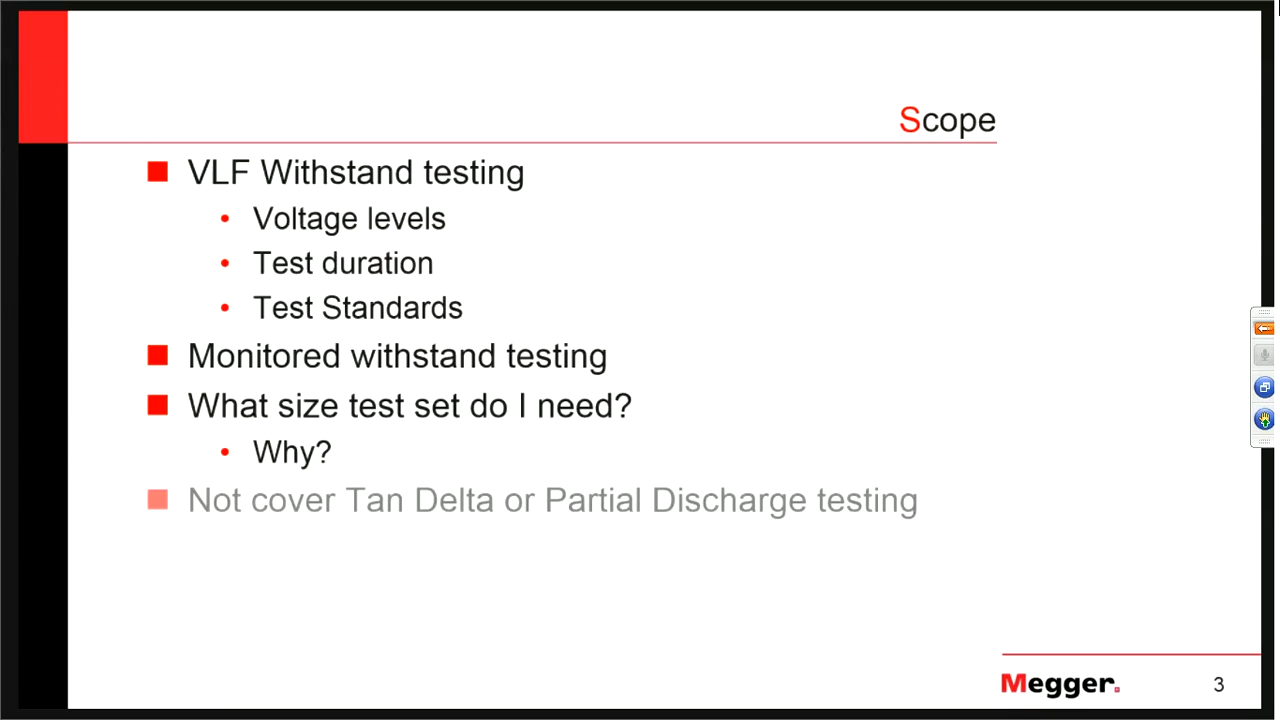 Scope
VLF Withstand testing
Voltage levels
Test duration
Test Standards
Monitored withstand testing
What size test set do I need?
Why?
Not cover Tan Delta or Partial Discharge testing
Megger.
3